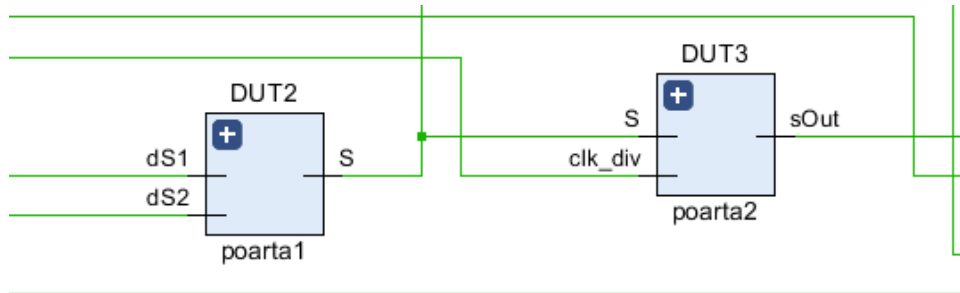 DUT2
dS1
dS2
S
poarta1
DUT3
S
clk_div
sOut
poarta2